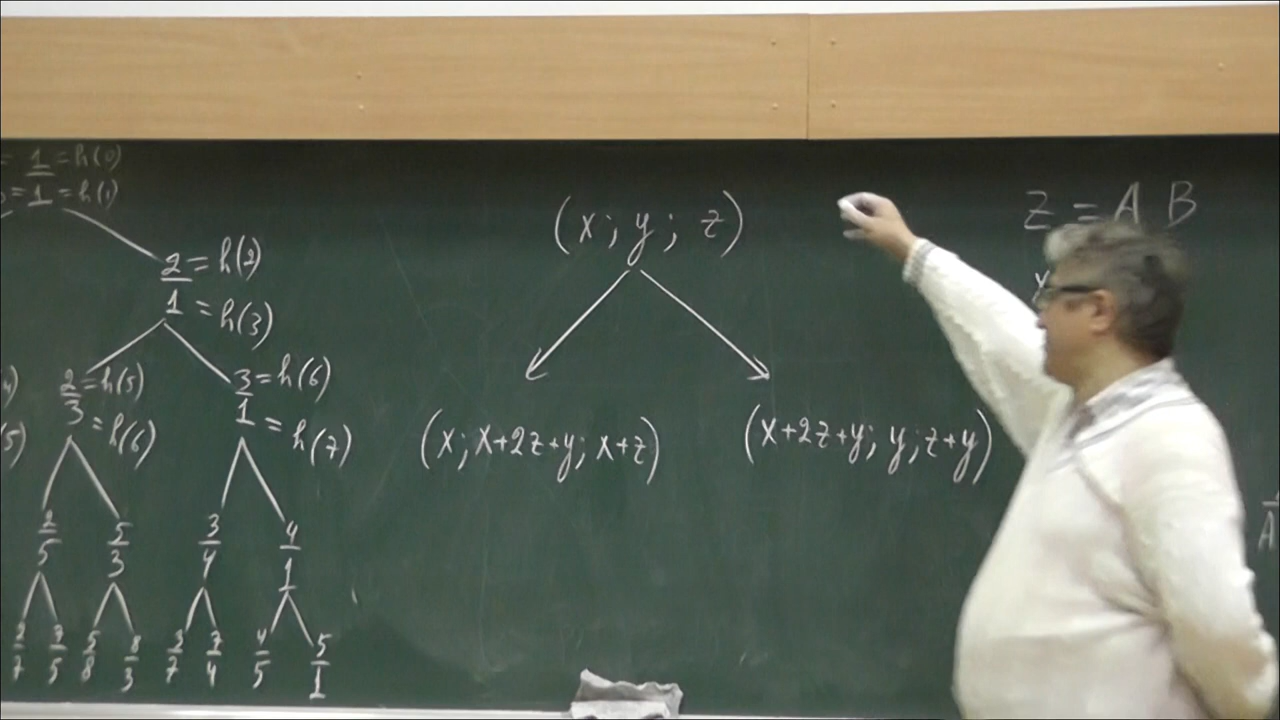 = 1 = h(0)
= 1 = h(1)
2 = h(2)
1 = h(3)
2 = h(5)
3 = h(6)
3 = h(6)
1 = h(7)
4)
5)
2/5 5/3 3/4 4/1
2/7 7/5 5/8 8/3 3/7 7/4 4/5 5/1
(x; y; z)
(x; x+2z+y; x+z)
(x+2z+y; y; z+y)
z = A B
A